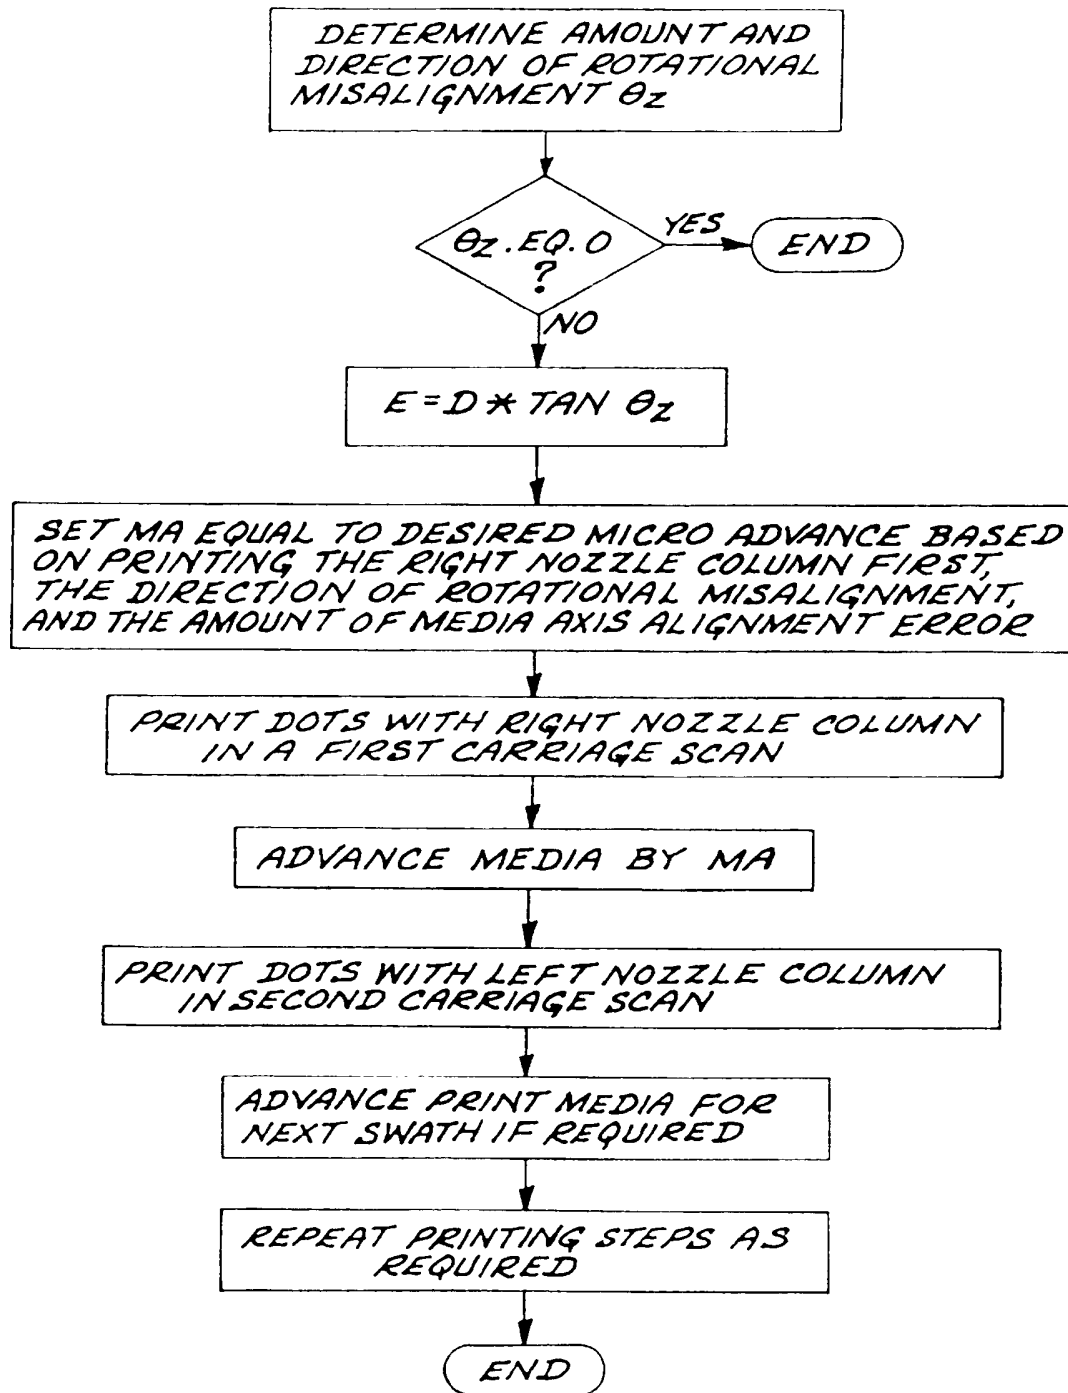 DETERMINE AMOUNT AND
DIRECTION OF ROTATIONAL
MISALIGNMENT θZ
θZ.EQ.O
?
YES
END
NO
E=D* TAN θZ
SET MA EQUAL TO DESIRED MICRO ADVANCE BASED
ON PRINTING THE RIGHT NOZZLE COLUMN FIRST,
THE DIRECTION OF ROTATIONAL MISALIGNMENT,
AND THE AMOUNT OF MEDIA AXIS ALIGNMENT ERROR
PRINT DOTS WITH RIGHT NOZZLE COLUMN
IN A FIRST CARRIAGE SCAN
ADVANCE MEDIA BY MA
PRINT DOTS WITH LEFT NOZZLE COLUMN
IN SECOND CARRIAGE SCAN
ADVANCE PRINT MEDIA FOR
NEXT SWATH IF REQUIRED
REPEAT PRINTING STEPS AS
REQUIRED
END